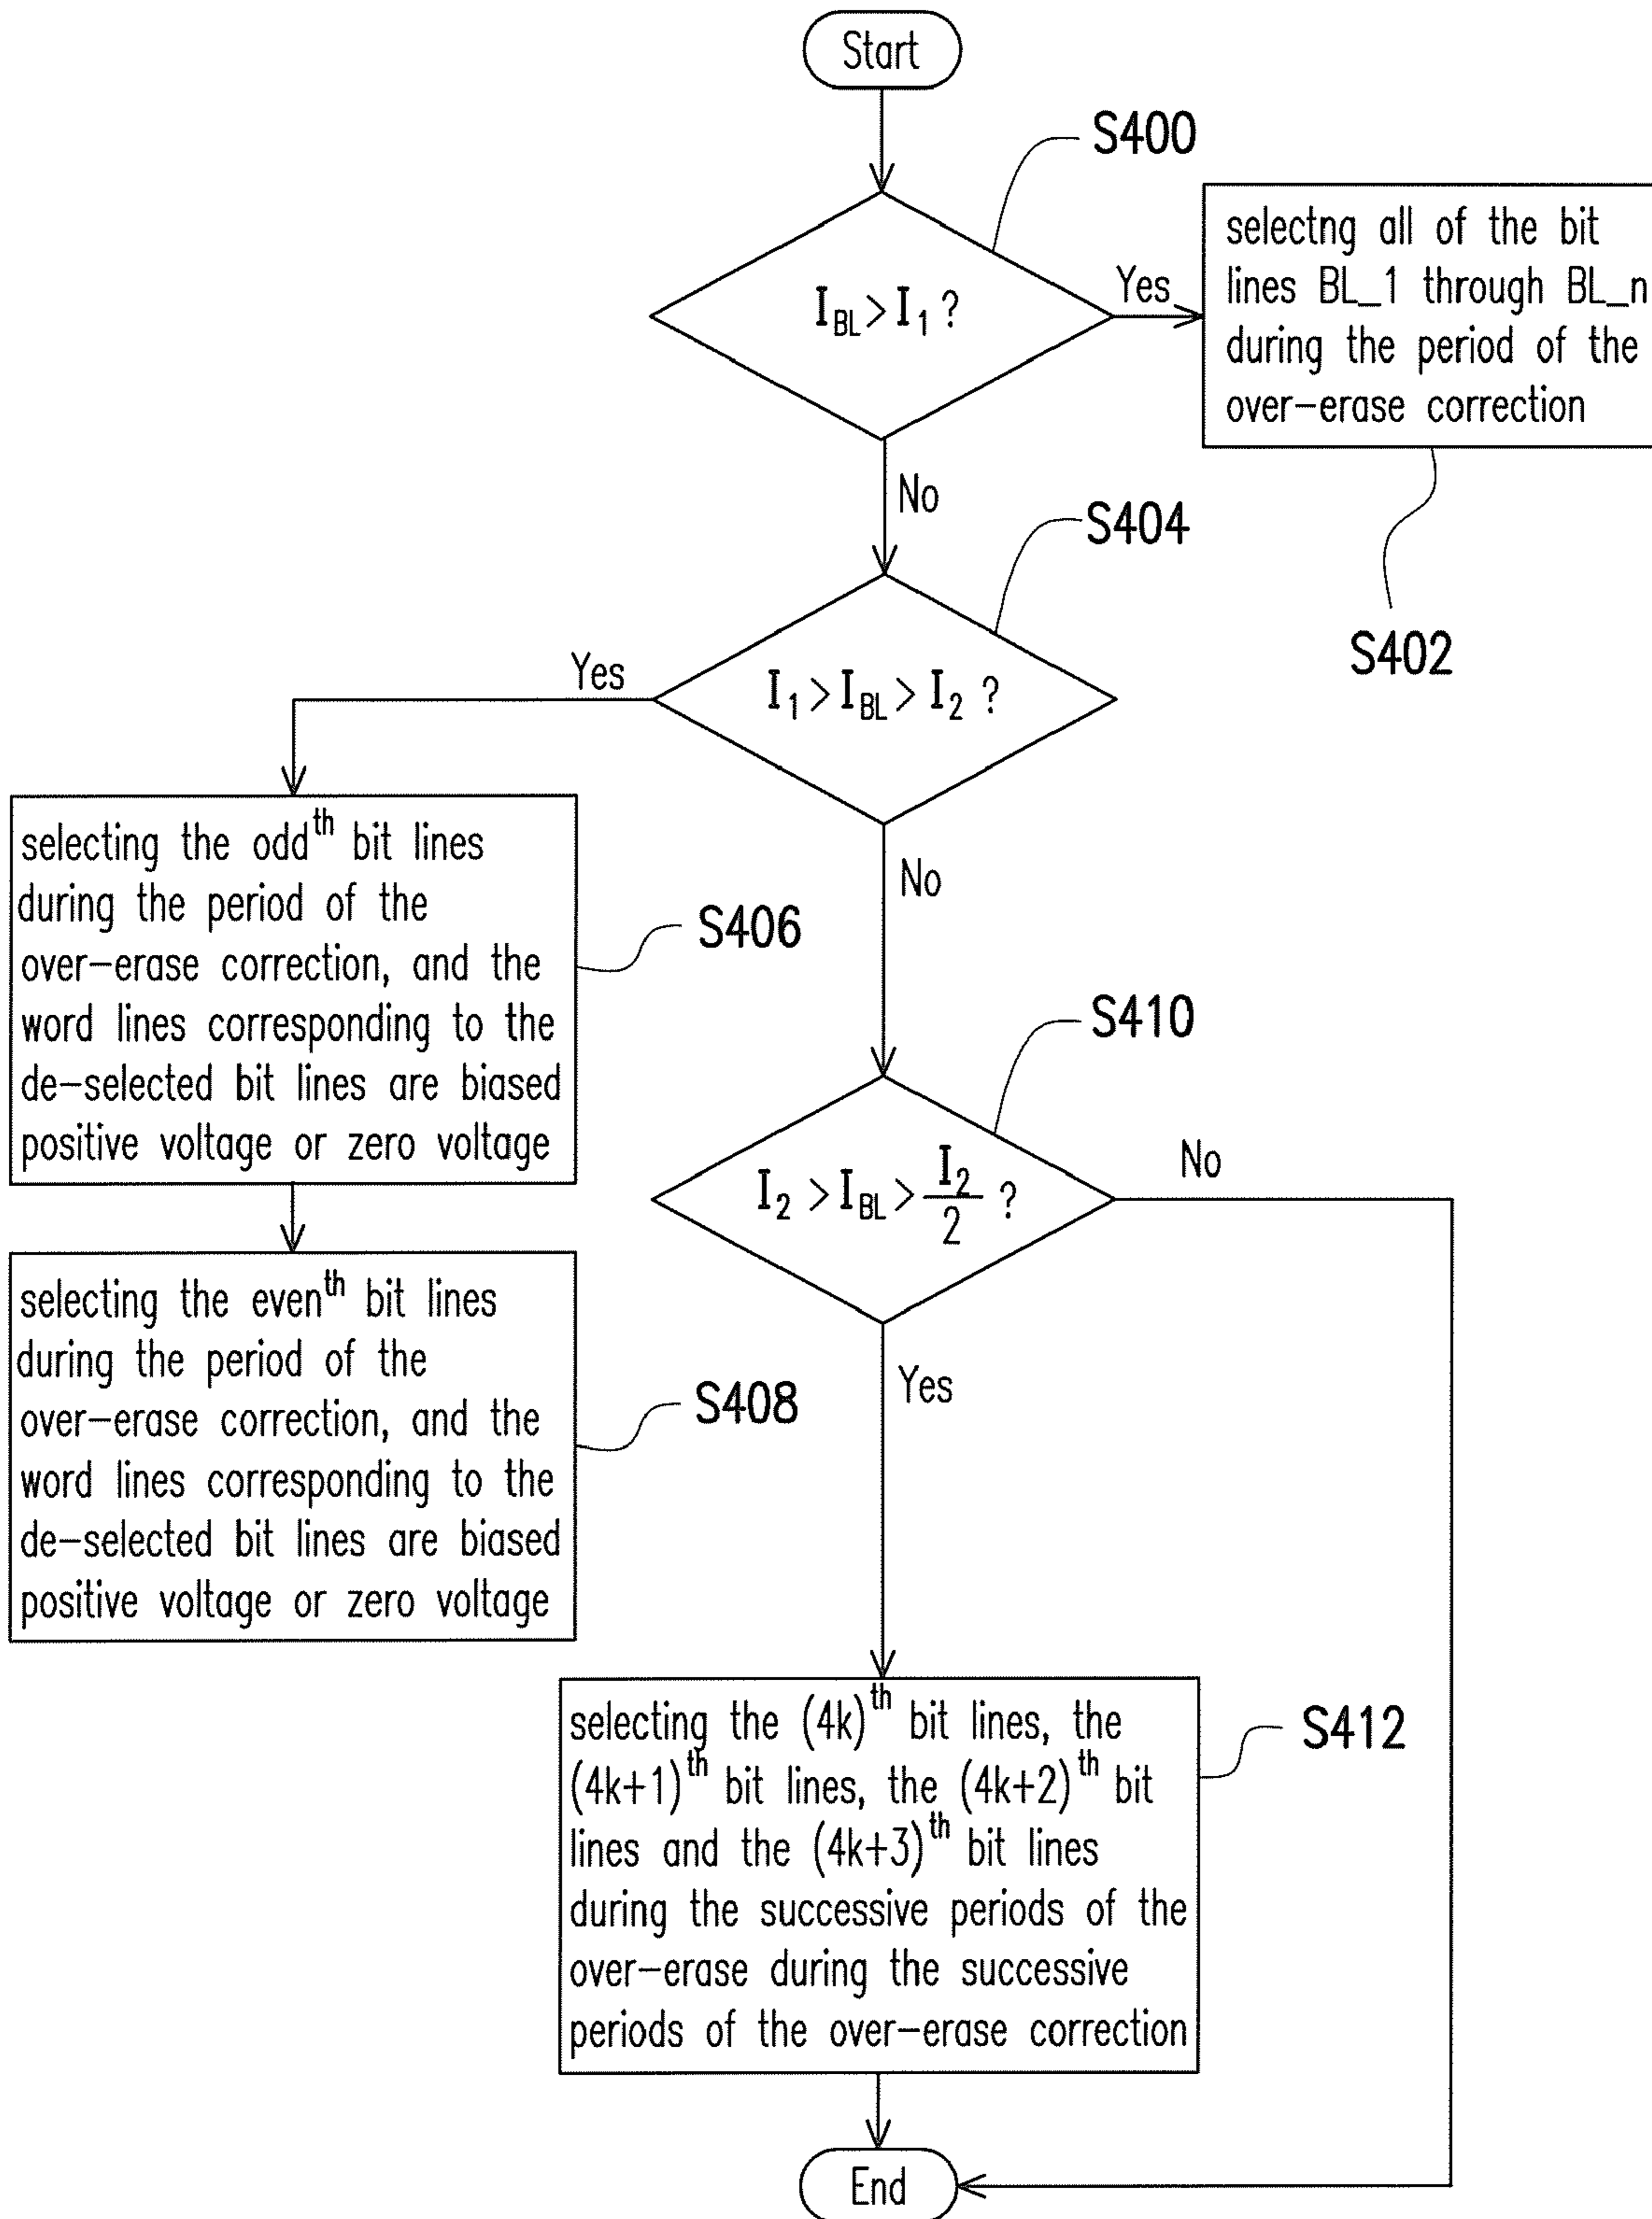 Start
S400
I_BL > I_1 ?
Yes
selectng all of the bit
lines BL_1 through BL_n
during the period of the
over-erase correction
S402
No
S404
I_1 > I_BL > I_2 ?
Yes
selecting the odd^th bit lines
during the period of the
over-erase correction, and the
word lines corresponding to the
de-selected bit lines are biased
positive voltage or zero voltage
S406
No
selecting the even^th bit lines
during the period of the
over-erase correction, and the
word lines corresponding to the
de-selected bit lines are biased
positive voltage or zero voltage
S408
S410
I_2 > I_BL > I_2/2 ?
No
Yes
selecting the (4k)^th bit lines, the
(4k+1)^th bit lines, the (4k+2)^th bit
lines and the (4k+3)^th bit lines
during the successive periods of the
over-erase during the successive
periods of the over-erase correction
S412
End